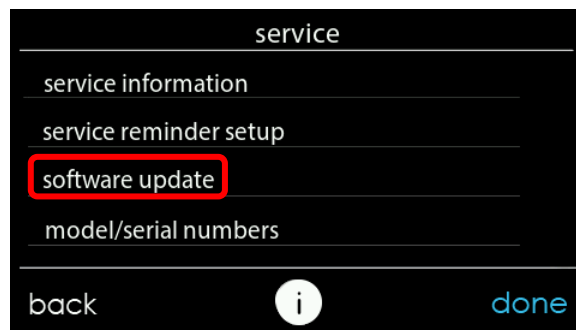 service
service information
service reminder setup
software update
model/serial numbers
back i done